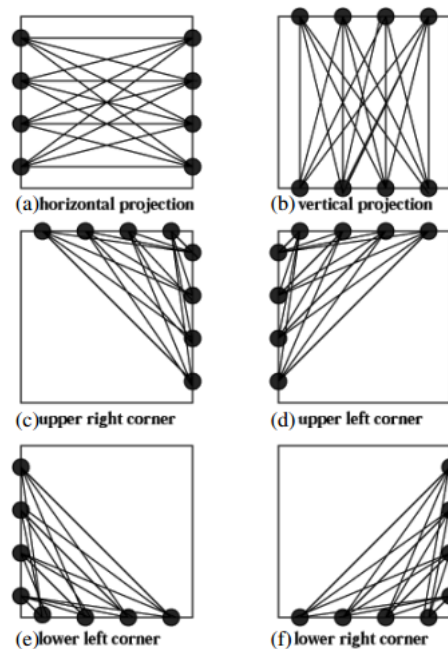 (a)horizontal projection
(b) vertical projection
(c)upper right corner
(d) upper left corner
(e)lower left corner
(f)lower right corner